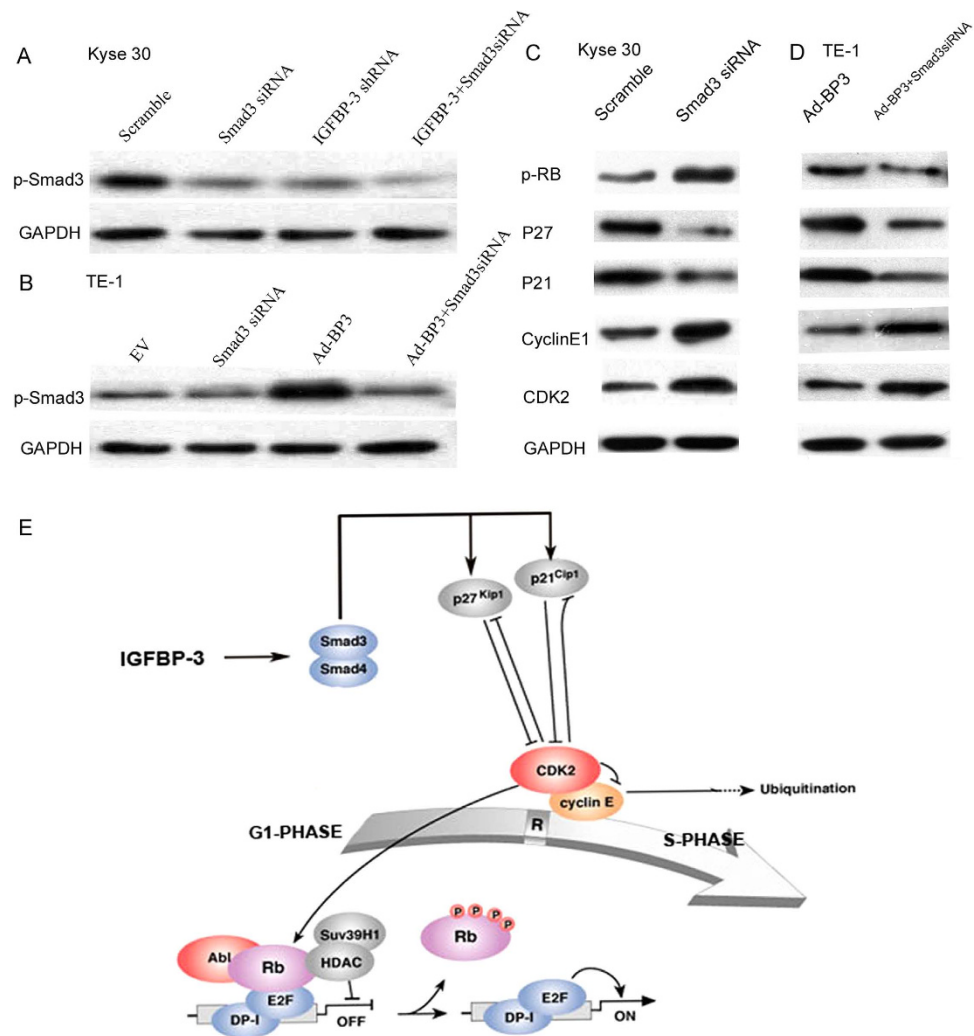 A Kyse 30
Scramble
Smad3 siRNA
IGFBP-3 shRNA
IGFBP-3+Smad3siRNA
p-Smad3
GAPDH
B TE-1
EV
Smad3 siRNA
Ad-BP3
Ad-BP3+Smad3siRNA
p-Smad3
GAPDH
C Kyse 30
Scramble
Smad3 siRNA
D TE-1
Ad-BP3
Ad-BP3+Smad3siRNA
p-RB
P27
P21
CyclinE1
CDK2
GAPDH
E
p27Kip1
p21Cip1
Smad3
IGFBP-3
Smad4
CDK2
cyclin E
Ubiquitination
G1-PHASE
R
S-PHASE
P P P P
Rb
Suv39H1
Abl
Rb
HDAC
E2F
DP-I
OFF
E2F
DP-I
ON